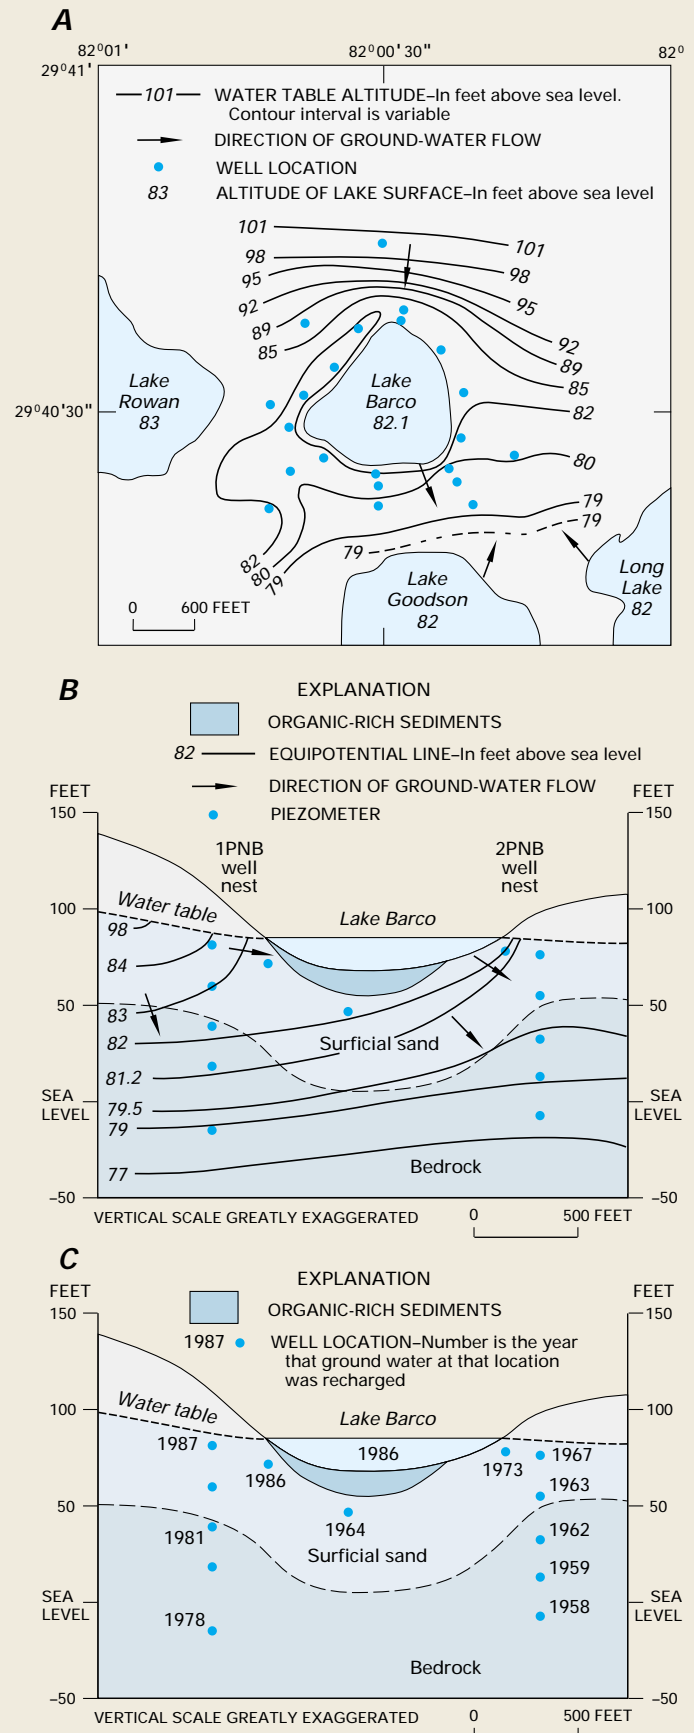 A
82⁰01'
82⁰00'30"
82⁰
29⁰41'
101 WATER TABLE ALTITUDE–In feet above sea level.
Contour interval is variable
DIRECTION OF GROUND-WATER FLOW
WELL LOCATION
83 ALTITUDE OF LAKE SURFACE–In feet above sea level
101
101
98
98
95
95
92
92
89
89
85
85
Lake
Rowan
83
Lake
Barco
82.1
29⁰40'30"
82
80
79
79
79
82
80
79
Lake
Goodson
82
Long
Lake
82
0 600 FEET
B
EXPLANATION
ORGANIC-RICH SEDIMENTS
82 EQUIPOTENTIAL LINE–In feet above sea level
DIRECTION OF GROUND-WATER FLOW
PIEZOMETER
FEET
150
100
50
SEA
LEVEL
–50
FEET
150
100
50
SEA
LEVEL
–50
1PNB
well
nest
2PNB
well
nest
Water table
Lake Barco
98
84
83
82
81.2
79.5
79
77
Surficial sand
Bedrock
VERTICAL SCALE GREATLY EXAGGERATED
0 500 FEET
C
EXPLANATION
ORGANIC-RICH SEDIMENTS
1987 WELL LOCATION–Number is the year
that ground water at that location
was recharged
FEET
150
100
50
SEA
LEVEL
–50
FEET
150
100
50
SEA
LEVEL
–50
Water table
Lake Barco
1987
1986
1986
1973
1967
1963
1964
1981
1962
Surficial sand
1959
1978
1958
Bedrock
VERTICAL SCALE GREATLY EXAGGERATED
0 500 FEET